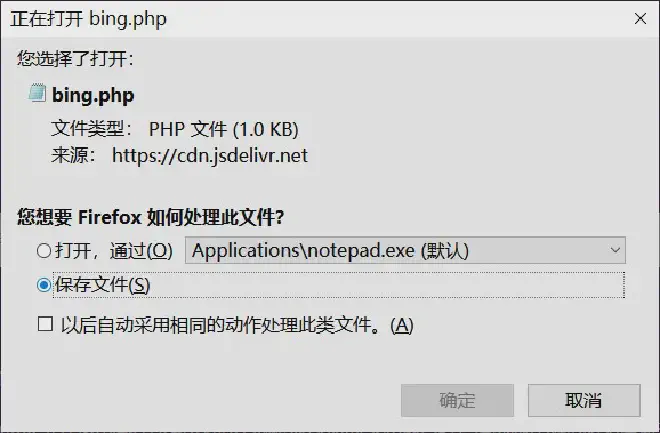 正在打开 bing.php
您选择了打开:
bing.php
文件类型: PHP 文件 (1.0 KB)
来源: https://cdn.jsdelivr.net
您想要 Firefox 如何处理此文件?
打开，通过(O) Applications\notepad.exe (默认)
保存文件(S)
以后自动采用相同的动作处理此类文件。(A)
确定 取消